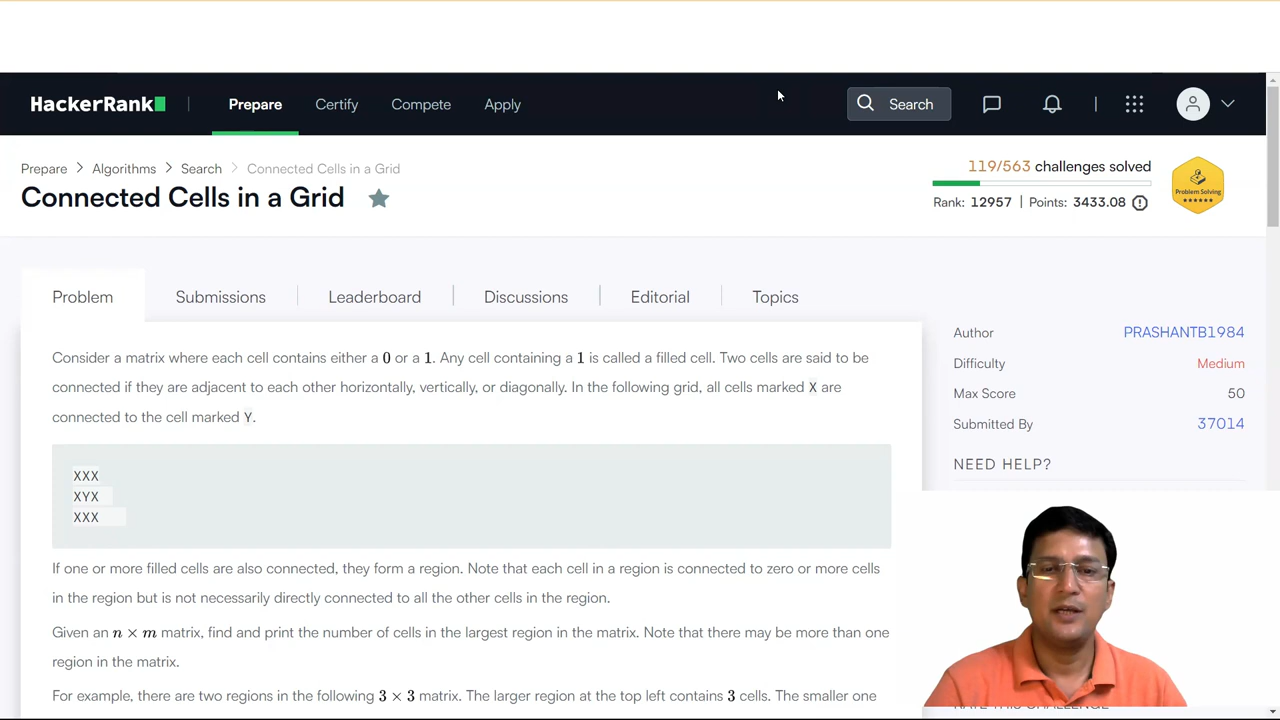 HackerRank
Prepare
Certify
Compete
Apply
Search
Prepare > Algorithms > Search > Connected Cells in a Grid
Connected Cells in a Grid
119/563 challenges solved
Rank: 12957 | Points: 3433.08
Problem Solving
Problem
Submissions
Leaderboard
Discussions
Editorial
Topics
Consider a matrix where each cell contains either a 0 or a 1. Any cell containing a 1 is called a filled cell. Two cells are said to be
connected if they are adjacent to each other horizontally, vertically, or diagonally. In the following grid, all cells marked X are
connected to the cell marked Y.
XXX
XYX
XXX
If one or more filled cells are also connected, they form a region. Note that each cell in a region is connected to zero or more cells
in the region but is not necessarily directly connected to all the other cells in the region.
Given an n × m matrix, find and print the number of cells in the largest region in the matrix. Note that there may be more than one
region in the matrix.
For example, there are two regions in the following 3 × 3 matrix. The larger region at the top left contains 3 cells. The smaller one
Author PRASHANTB1984
Difficulty Medium
Max Score 50
Submitted By 37014
NEED HELP?
RATE THIS CHALLENGE